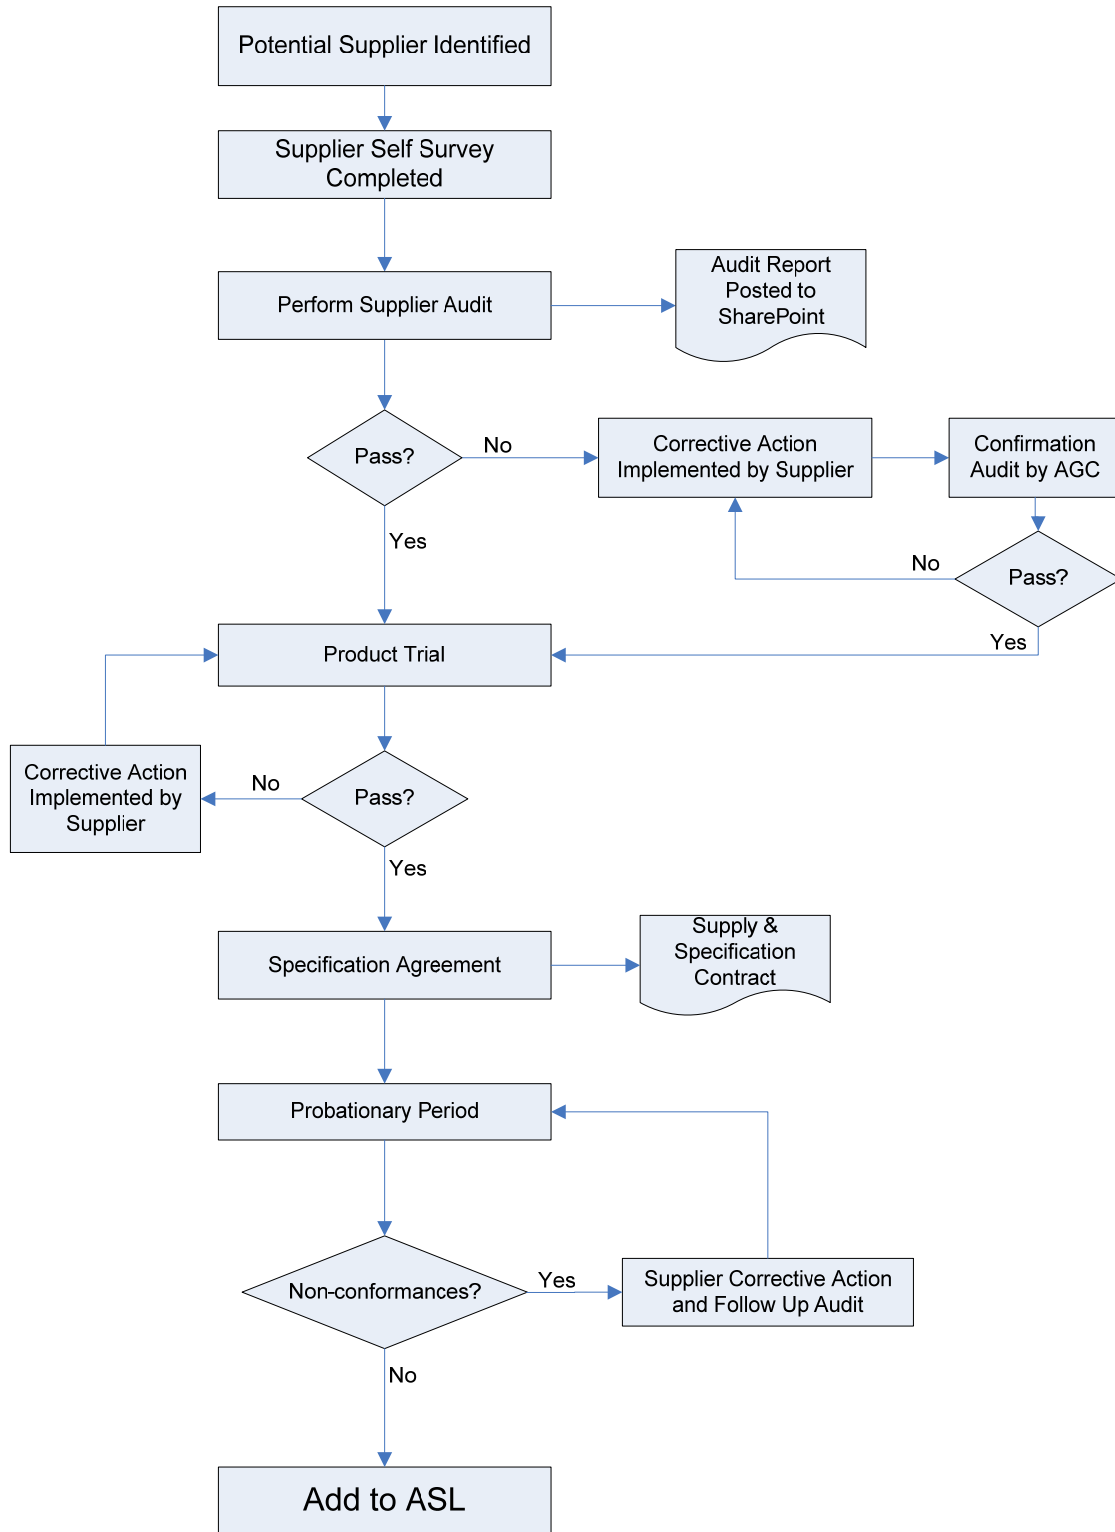 Potential Supplier Identified
Supplier Self Survey
Completed
Perform Supplier Audit
Audit Report
Posted to
SharePoint
Pass?
No
Corrective Action
Implemented by Supplier
Confirmation
Audit by AGC
Yes
No
Pass?
Yes
Product Trial
Corrective Action
Implemented by
Supplier
No
Pass?
Yes
Specification Agreement
Supply &
Specification
Contract
Probationary Period
Non-conformances?
Yes
Supplier Corrective Action
and Follow Up Audit
No
Add to ASL